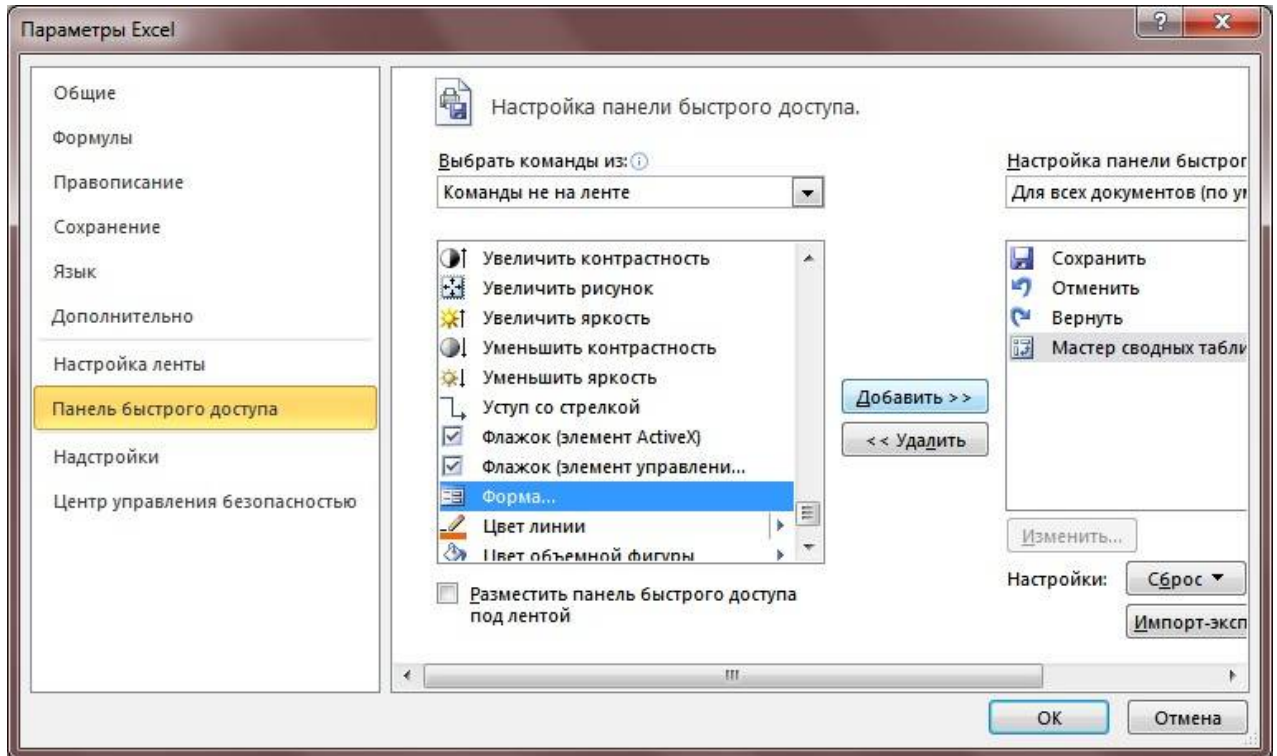 Параметры Excel
Общие
Формулы
Правописание
Сохранение
Язык
Дополнительно
Настройка ленты
Панель быстрого доступа
Надстройки
Центр управления безопасностью
Настройка панели быстрого доступа.
Выбрать команды из:
Команды не на ленте
Увеличить контрастность
Увеличить рисунок
Увеличить яркость
Уменьшить контрастность
Уменьшить яркость
Уступ со стрелкой
Флажок (элемент ActiveX)
Флажок (элемент управлени...
Форма...
Цвет линии
Цвет объемной фигуры
Разместить панель быстрого доступа
под лентой
Добавить >>
<< Удалить
Настройка панели быстрог
Для всех документов (по ум
Сохранить
Отменить
Вернуть
Мастер сводных табли
Изменить...
Настройки:
Сброс
Импорт-эксп
ОК
Отмена